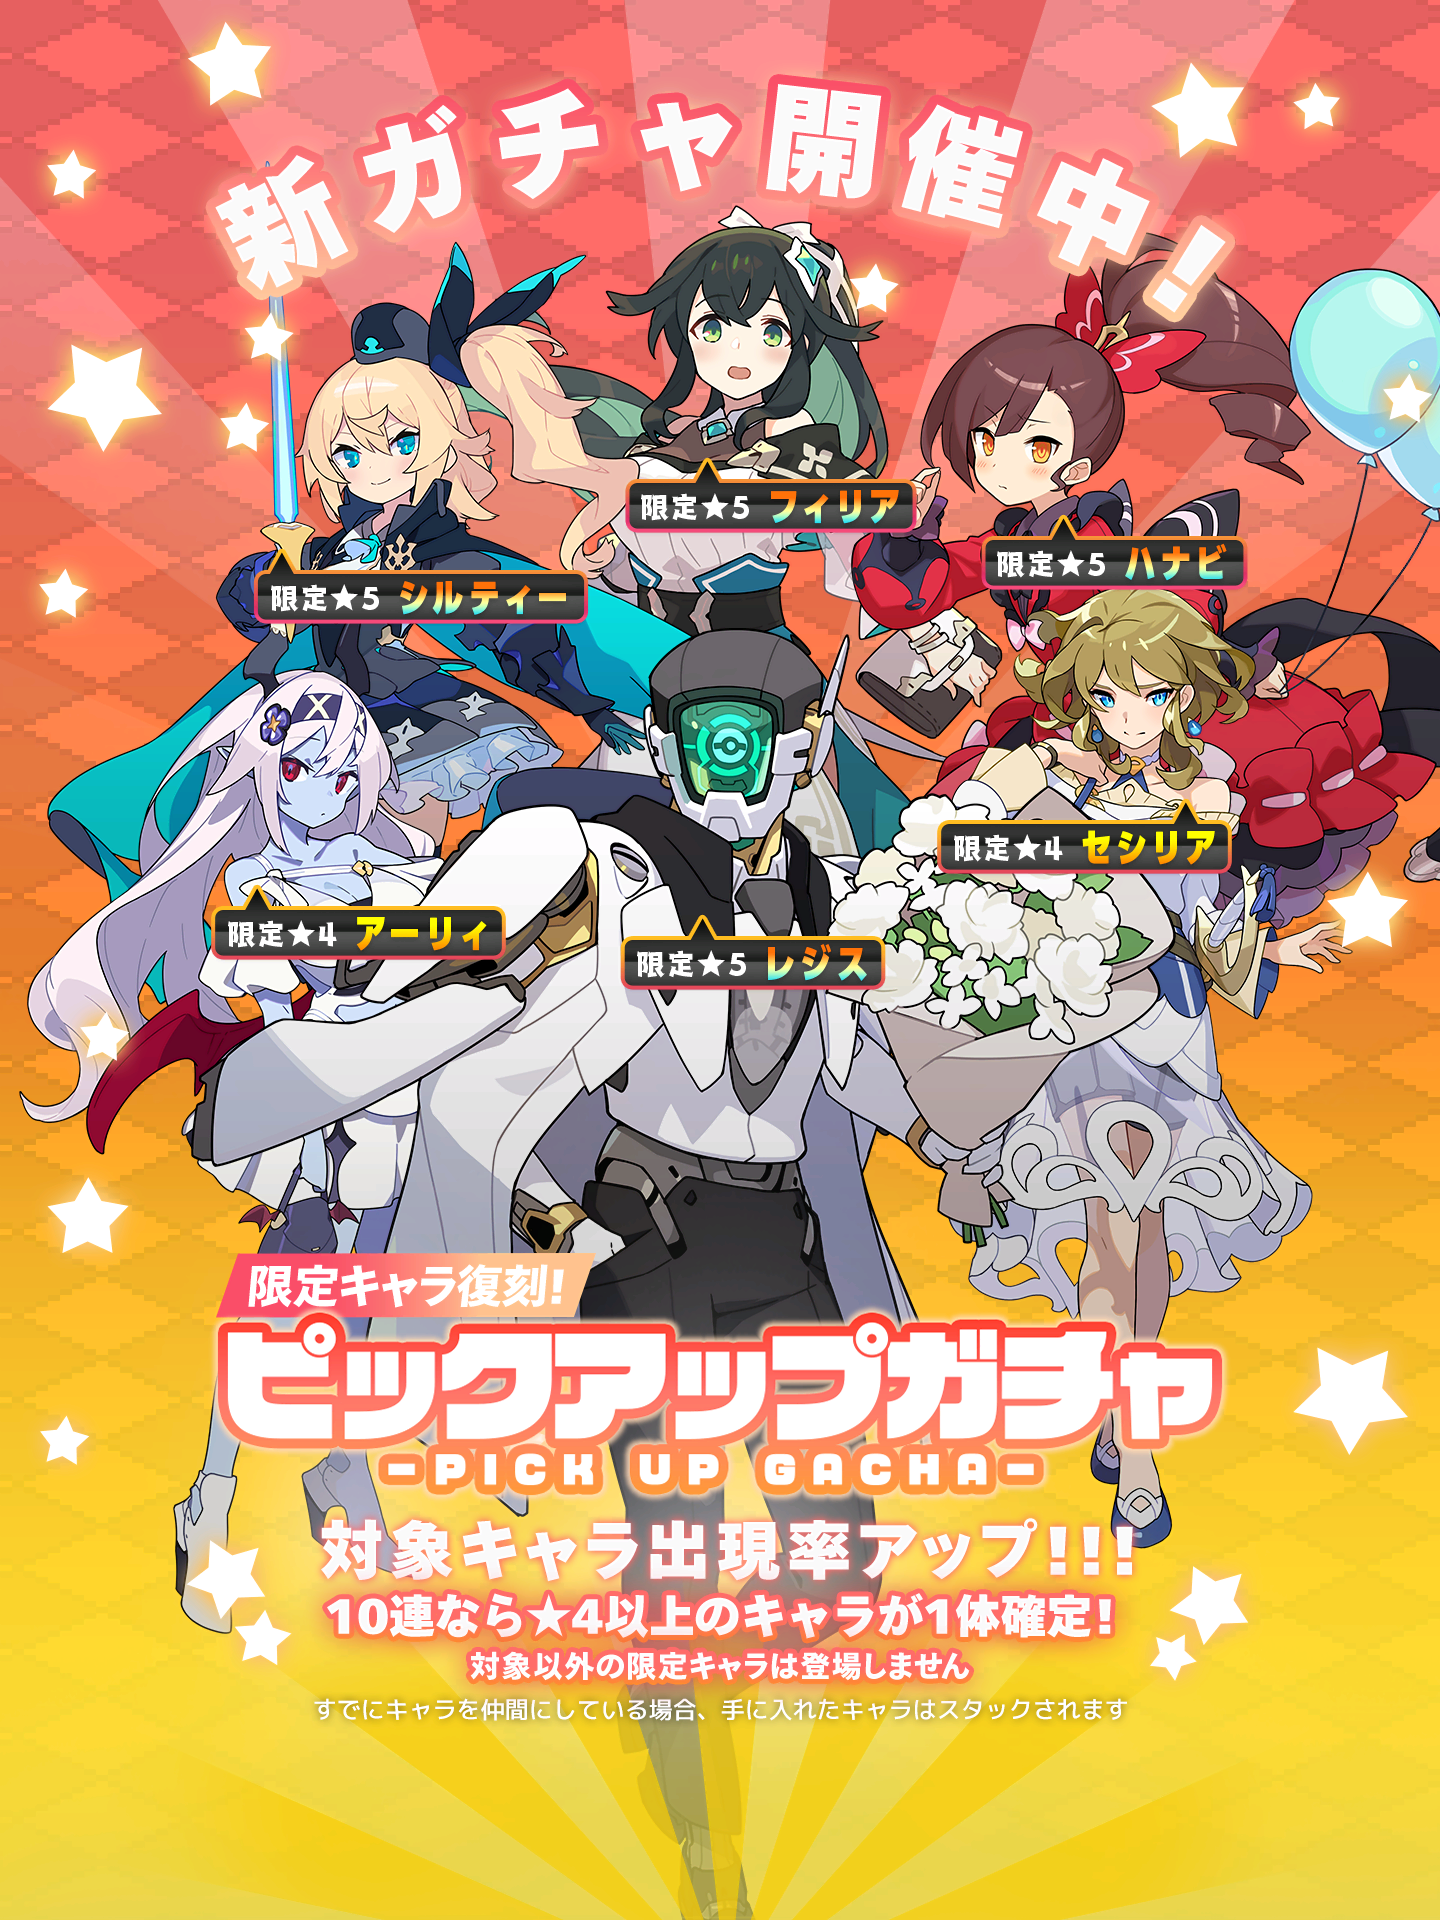 新ガチャ開催中!
限定★5 フィリア
限定★5 ハナビ
限定★5 シルティー
限定★4 セシリア
限定★4 アーリィ
限定★5 レジス
限定キャラ復刻!
ピックアップガチャ
-PICK UP GACHA-
対象キャラ出現率アップ!!!
10連なら★4以上のキャラが1体確定!
対象以外の限定キャラは登場しません
すでにキャラを仲間にしている場合、手に入れたキャラはスタックされます